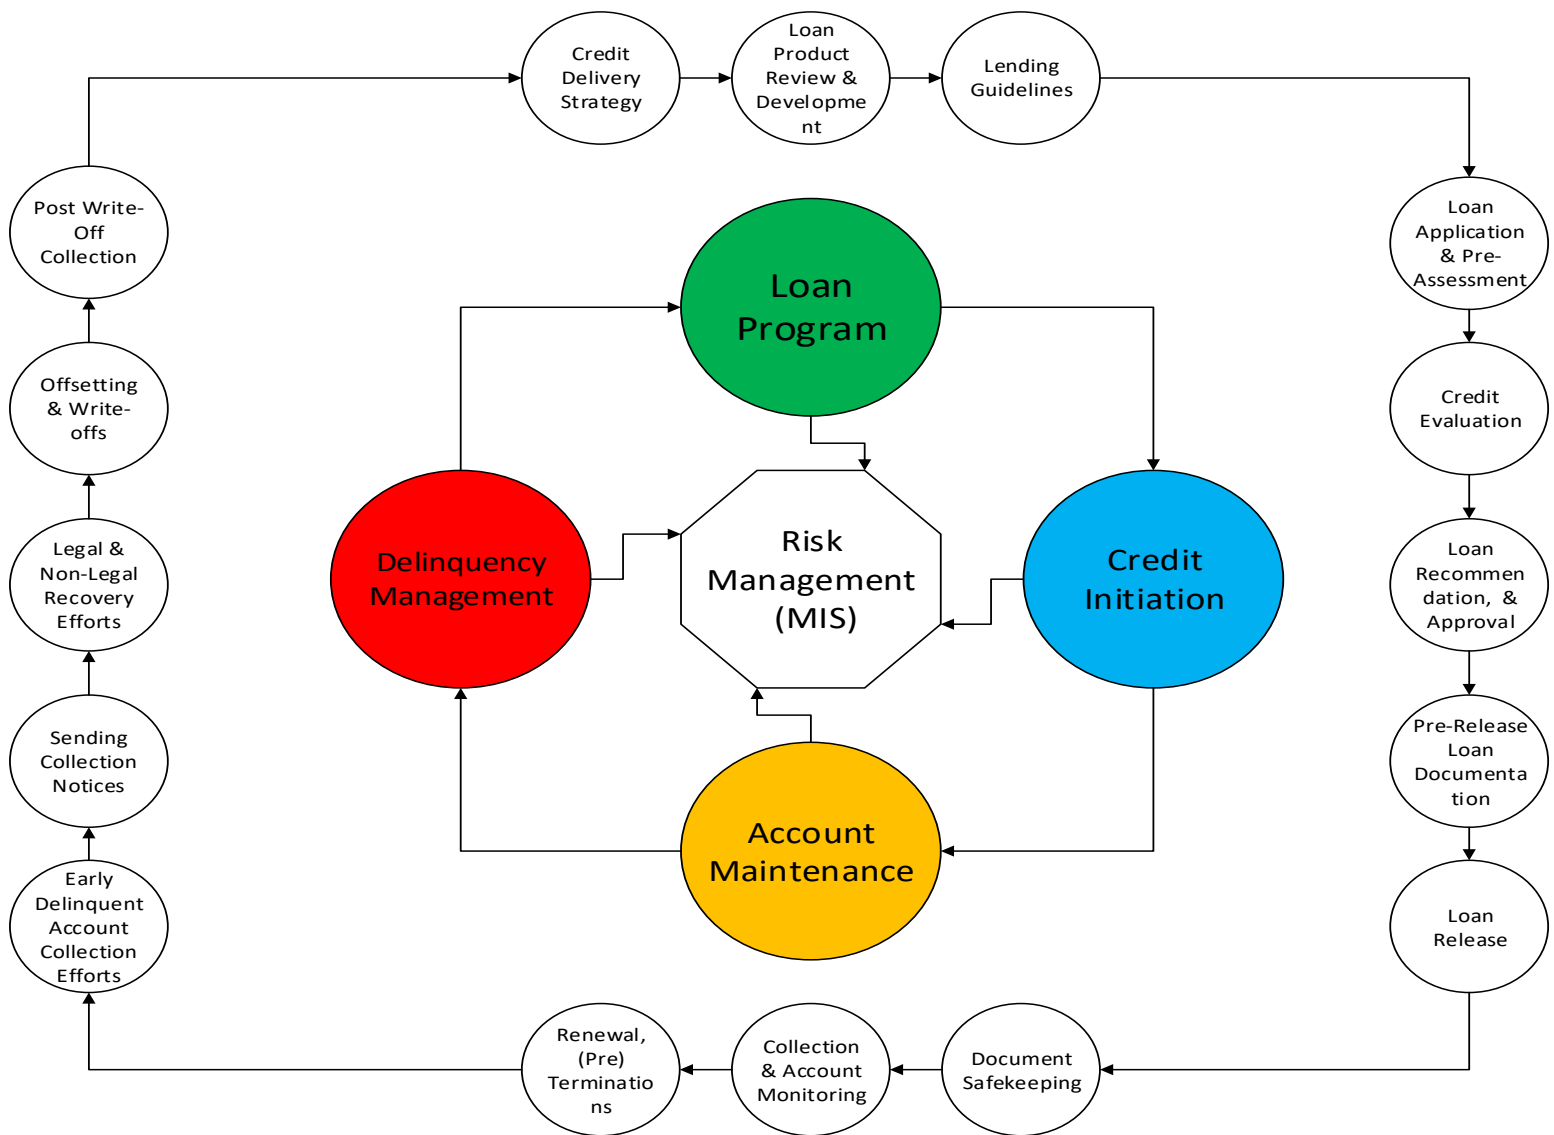 Credit
Delivery
Strategy
Loan
Product
Review &
Developme
nt
Lending
Guidelines
Loan
Application
& Pre-
Assessment
Credit
Evaluation
Loan
Recommen
dation, &
Approval
Pre-Release
Loan
Documenta
tion
Loan
Release
Document
Safekeeping
Collection
& Account
Monitoring
Renewal,
(Pre)
Terminatio
ns
Early
Delinquent
Account
Collection
Efforts
Sending
Collection
Notices
Legal &
Non-Legal
Recovery
Efforts
Offsetting
& Write-
offs
Post Write-
Off
Collection
Loan
Program
Credit
Initiation
Account
Maintenance
Delinquency
Management
Risk
Management
(MIS)